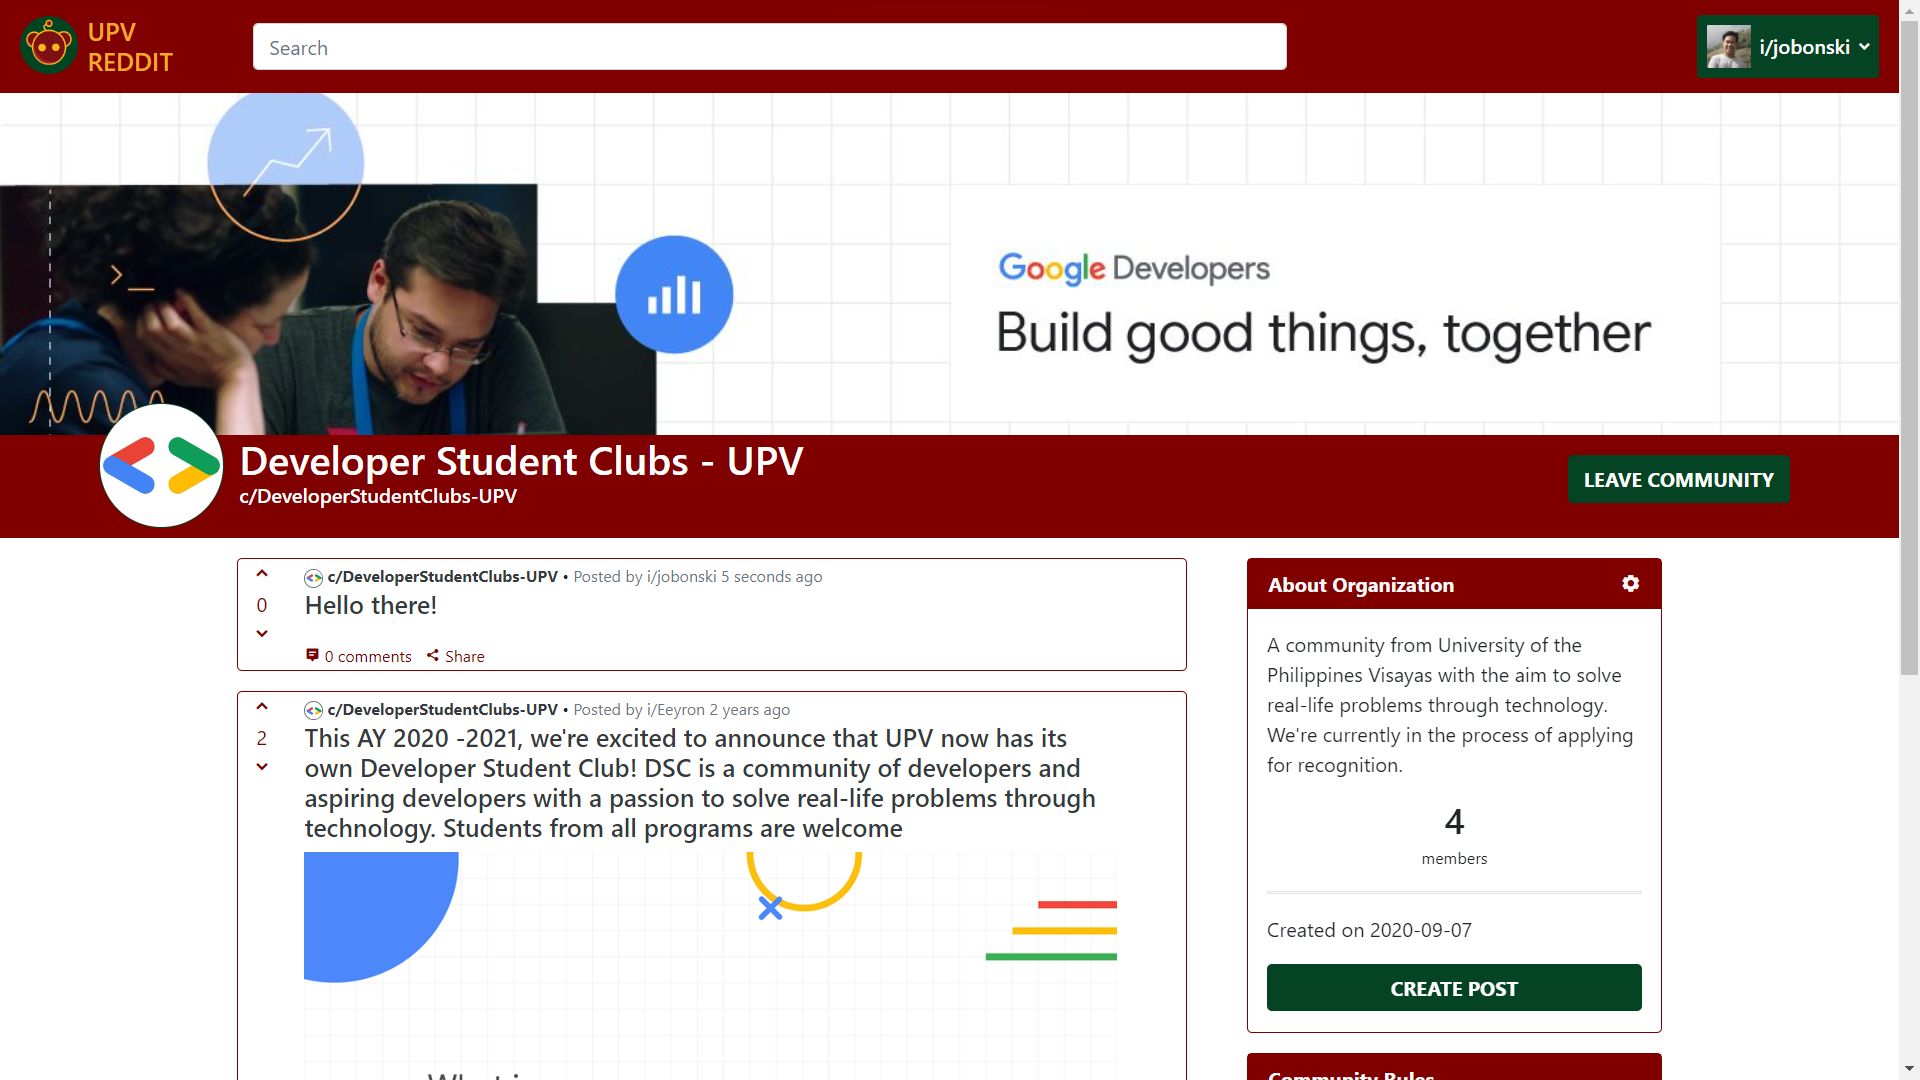 UPV
REDDIT
Search
i/jobonski
Google Developers
Build good things, together
Developer Student Clubs - UPV
c/DeveloperStudentClubs-UPV
LEAVE COMMUNITY
c/DeveloperStudentClubs-UPV • Posted by i/jobonski 5 seconds ago
0
Hello there!
0 comments Share
c/DeveloperStudentClubs-UPV • Posted by i/Eeyron 2 years ago
2
This AY 2020 -2021, we're excited to announce that UPV now has its
own Developer Student Club! DSC is a community of developers and
aspiring developers with a passion to solve real-life problems through
technology. Students from all programs are welcome
About Organization
A community from University of the
Philippines Visayas with the aim to solve
real-life problems through technology.
We're currently in the process of applying
for recognition.
4
members
Created on 2020-09-07
CREATE POST
Community Rules